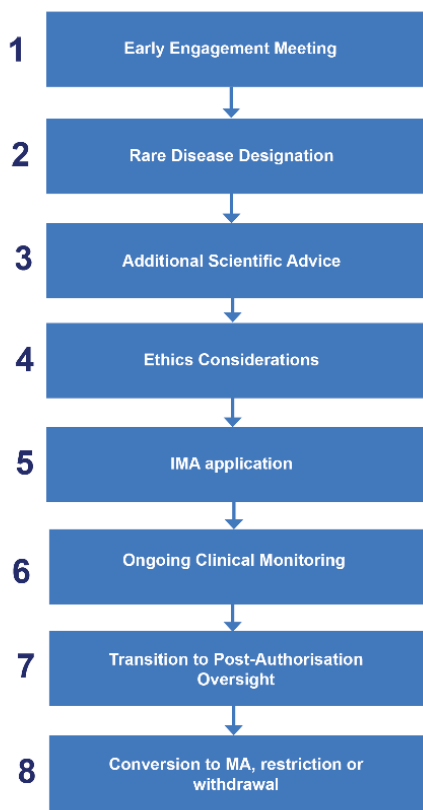 1
Early Engagement Meeting
2
Rare Disease Designation
3
Additional Scientific Advice
4
Ethics Considerations
5
IMA application
6
Ongoing Clinical Monitoring
7
Transition to Post-Authorisation
Oversight
8
Conversion to MA, restriction or
withdrawal